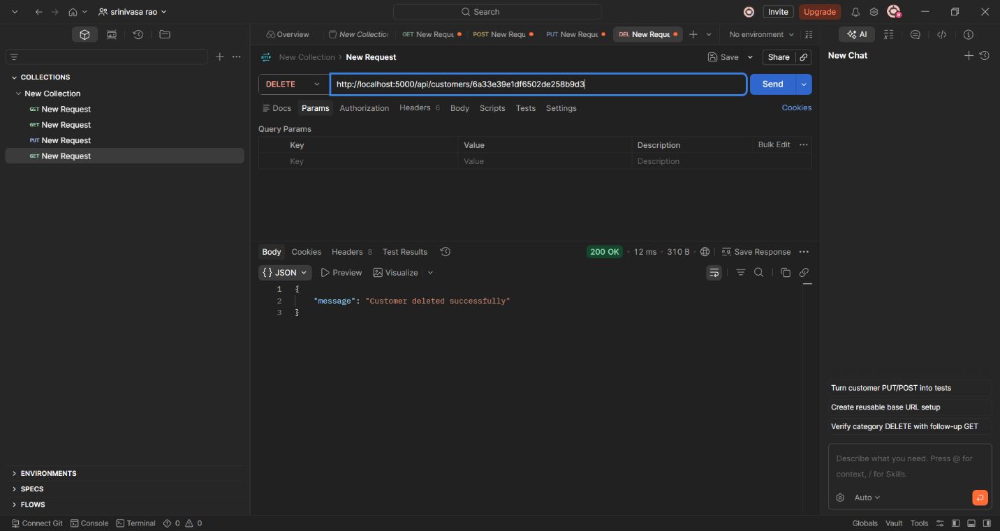 srinivasa rao
Search
Invite
Upgrade
Overview
New Collection
GET New Reque
POST New Requ
PUT New Reque
DEL New Reque
No environment
AI
New Collection > New Request
Save
Share
New Chat
COLLECTIONS
New Collection
GET New Request
GET New Request
PUT New Request
GET New Request
DELETE
http://localhost:5000/api/customers/6a33e39e1df6502de258b9d3
Send
Docs
Params
Authorization
Headers 6
Body
Scripts
Tests
Settings
Cookies
Query Params
Key Value Description Bulk Edit
Key Value Description
Body
Cookies
Headers 8
Test Results
200 OK • 12 ms • 310 B
e.g. Save Response
{ } JSON
Preview
Visualize
1 {
2 "message": "Customer deleted successfully"
3 }
Turn customer PUT/POST into tests
Create reusable base URL setup
Verify category DELETE with follow-up GET
Describe what you need. Press @ for
context, / for Skills.
Auto
ENVIRONMENTS
SPECS
FLOWS
Connect Git
Console
Terminal
0
0
Globals
Vault
Tools